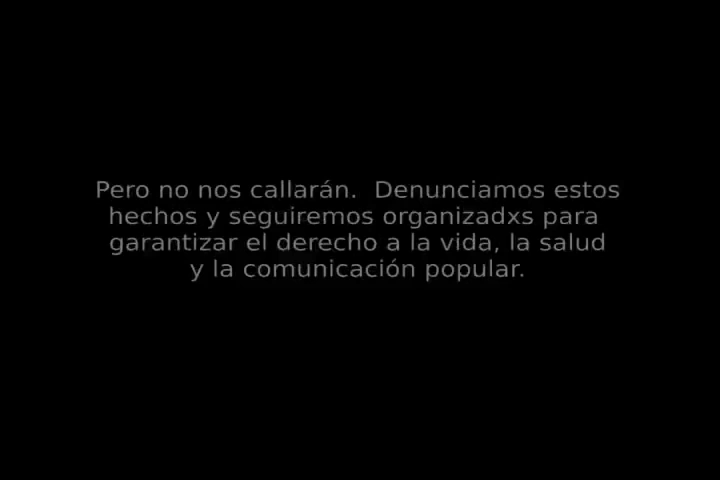 Pero no nos callarán.  Denunciamos estos
hechos y seguiremos organizadxs para
garantizar el derecho a la vida, la salud
y la comunicación popular.